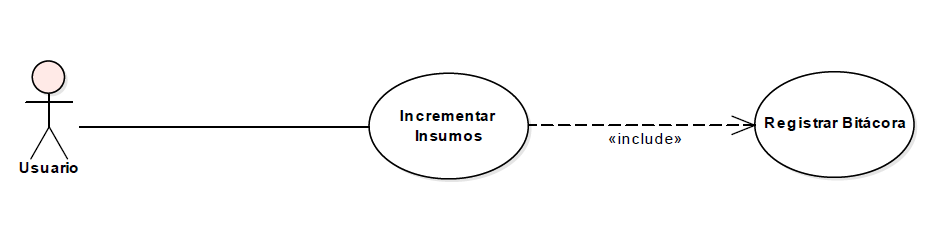 Usuario
Incrementar
Insumos
«include»
Registrar Bitácora